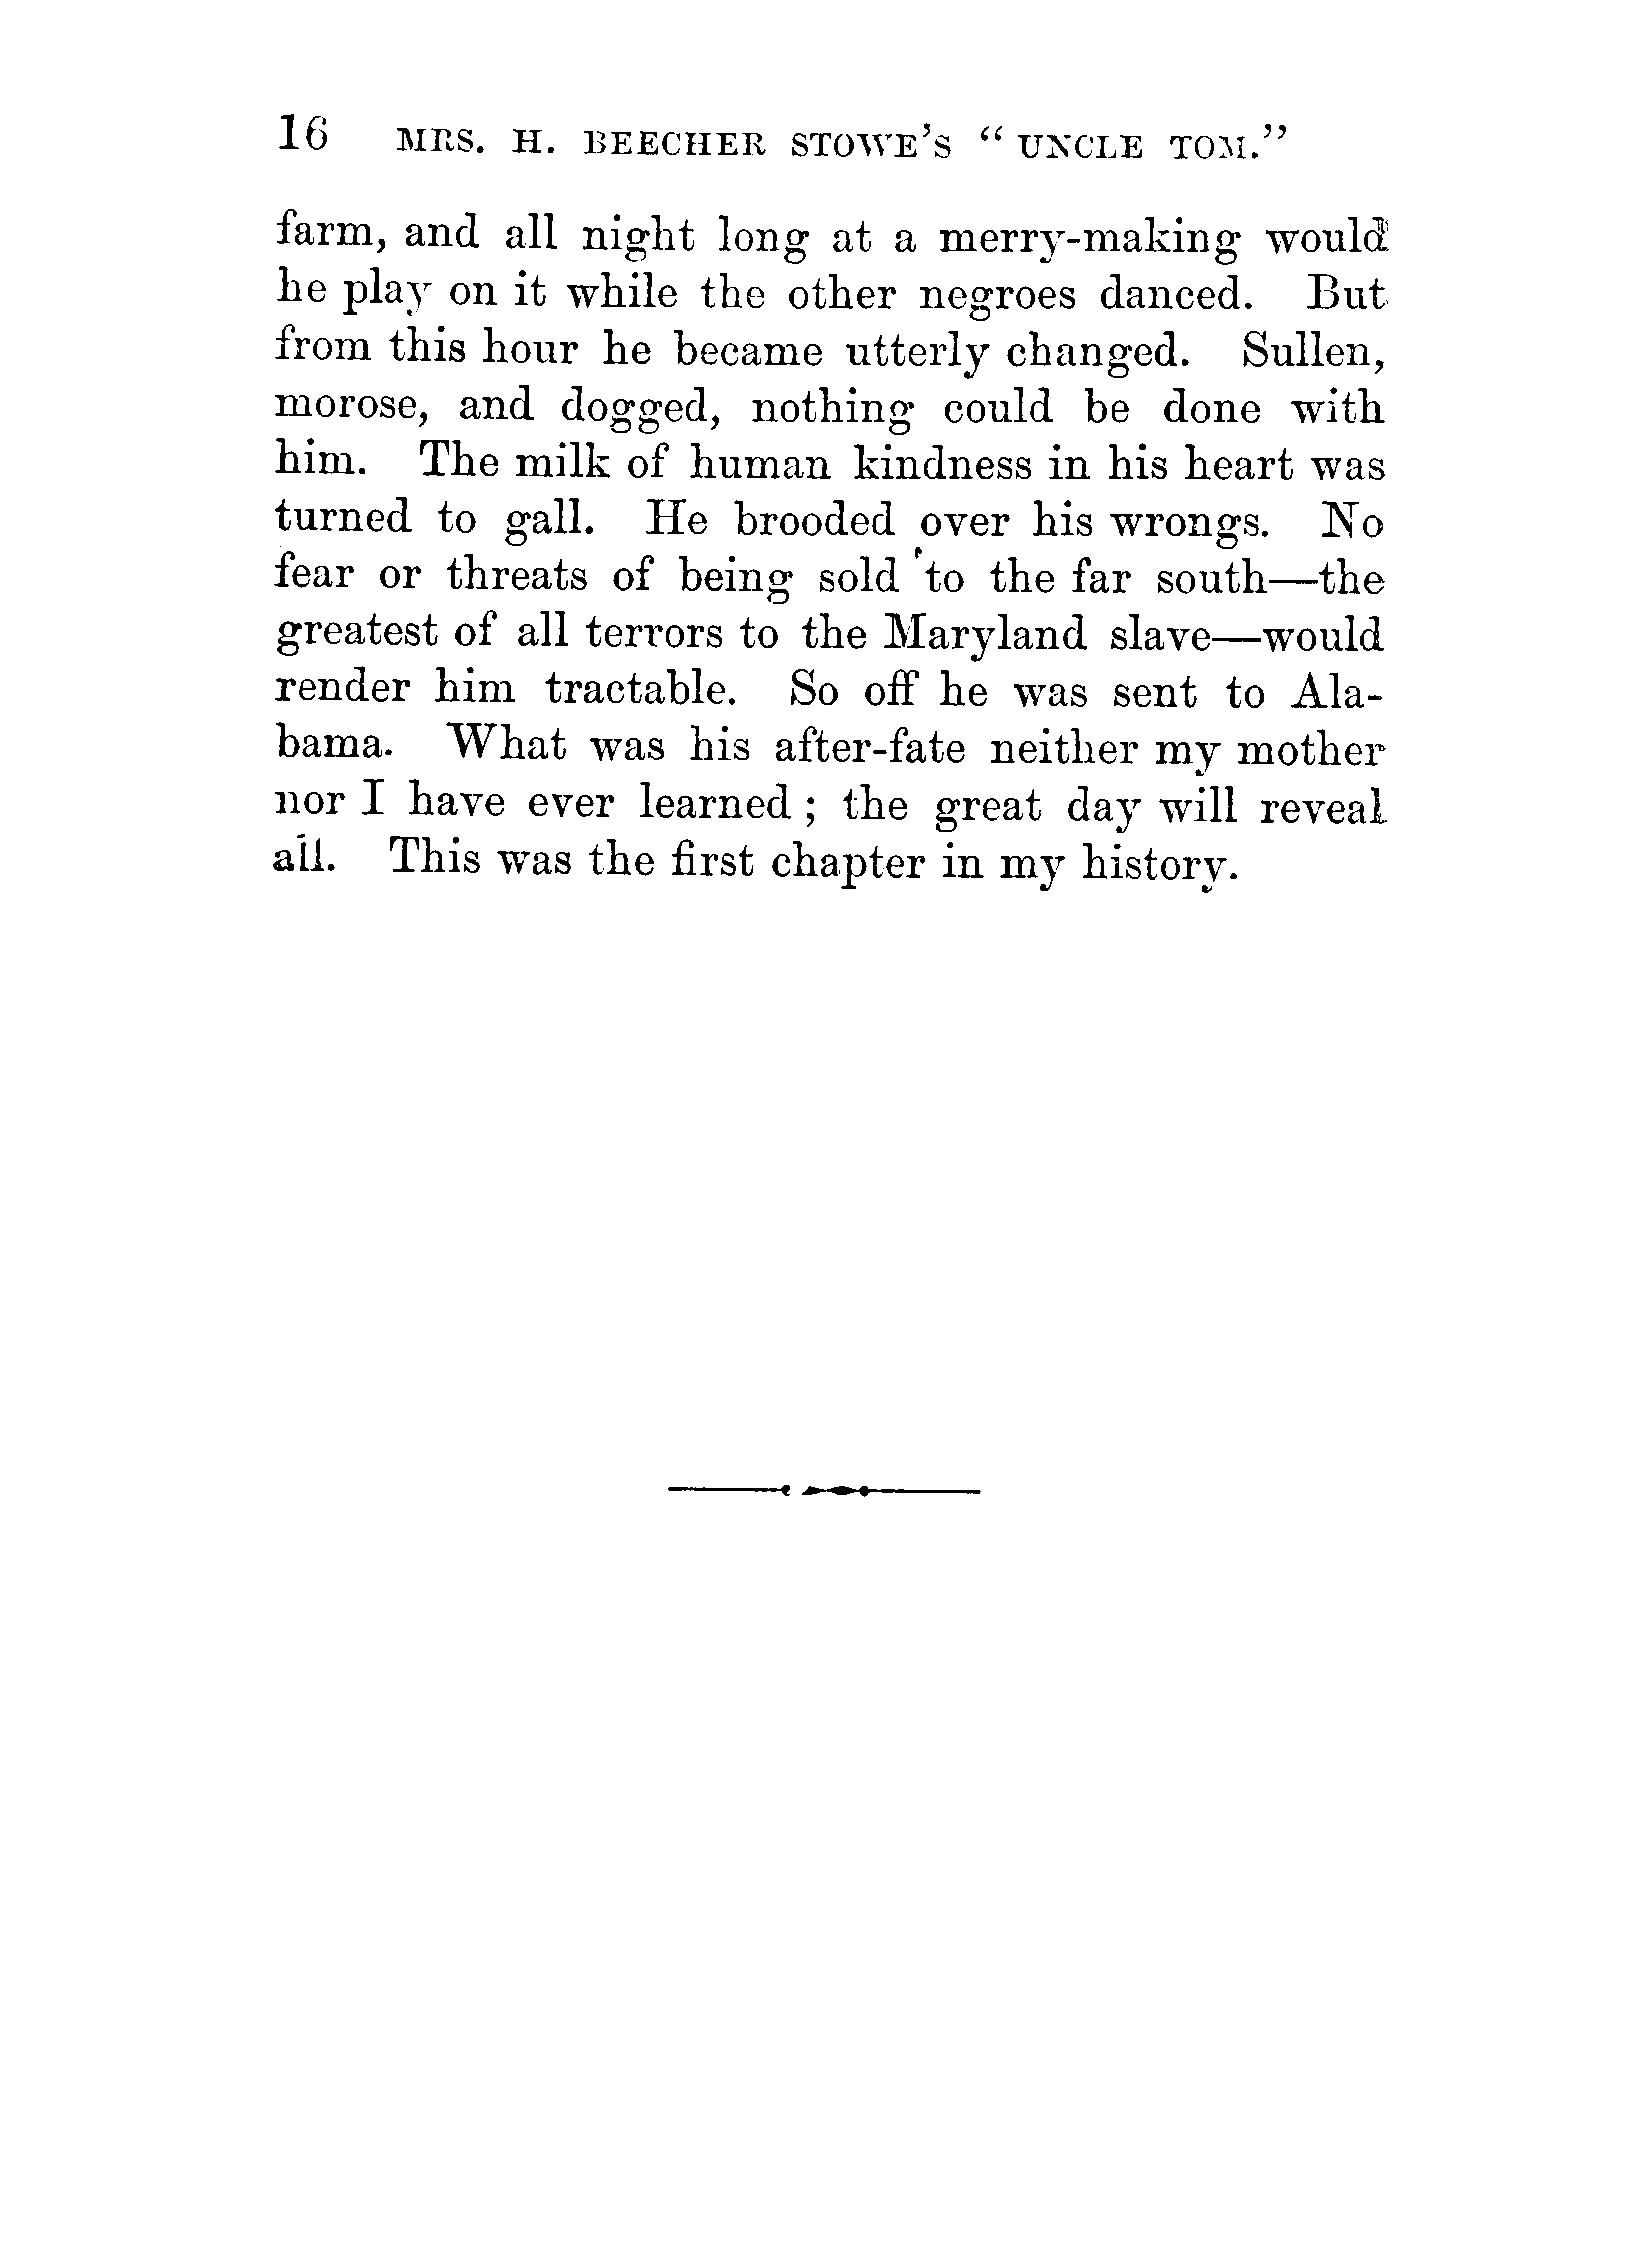 16 MRS. H. BEECHER STOWE'S "UNCLE TOM."
farm, and all night long at a merry-making would
he play on it while the other negroes danced. But
from this hour he became utterly changed. Sullen,
morose, and dogged, nothing could be done with
him. The milk of human kindness in his heart was
turned to gall. He brooded over his wrongs. No
fear or threats of being sold to the far south—the
greatest of all terrors to the Maryland slave—would
render him tractable. So off he was sent to Ala-
bama. What was his after-fate neither my mother
nor I have ever learned; the great day will reveal
all. This was the first chapter in my history.